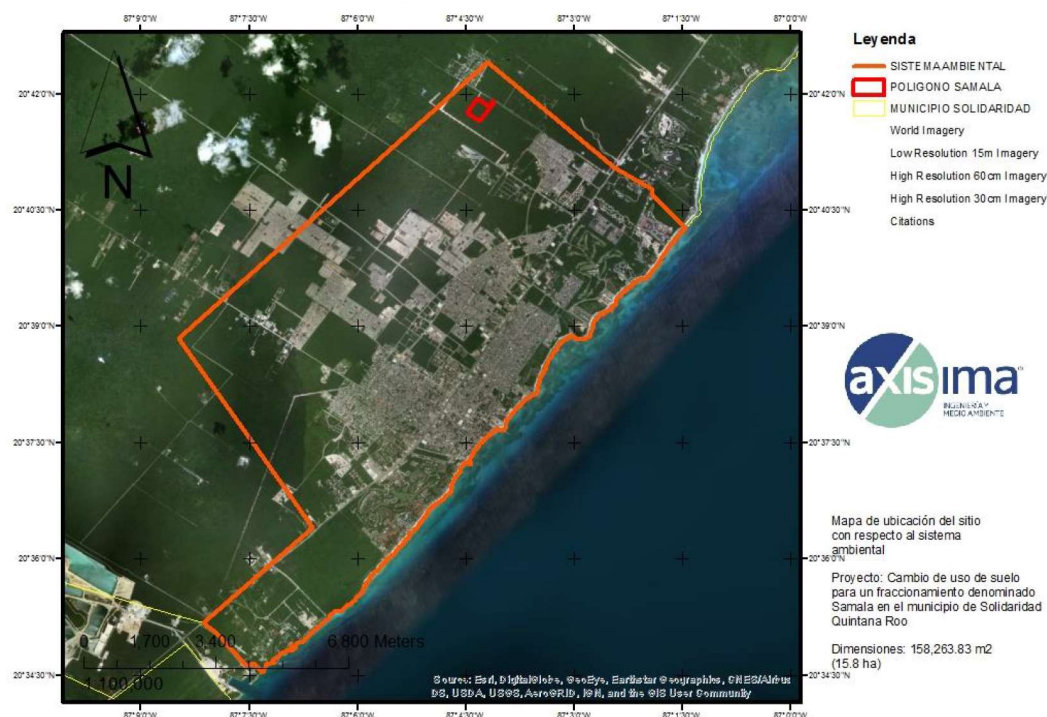 87°9'0"W 87°7'30"W 87°6'0"W 87°4'30"W 87°3'0"W 87°1'30"W 87°0'0"W
Leyenda
SISTEMA AMBIENTAL
POLIGONO SAMALA
MUNICIPIO SOLIDARIDAD
World Imagery
Low Resolution 15m Imagery
High Resolution 60cm Imagery
High Resolution 30cm Imagery
Citations
N
20°42'0"N 20°42'0"N
20°40'30"N 20°40'30"N
20°39'0"N 20°39'0"N
20°37'30"N 20°37'30"N
20°36'0"N 20°36'0"N
20°34'30"N 20°34'30"N
axisima
INGENIERÍA Y
MEDIO AMBIENTE
Mapa de ubicación del sitio
con respecto al sistema
ambiental
Proyecto: Cambio de uso de suelo
para un fraccionamiento denominado
Samala en el municipio de Solidaridad
Quintana Roo
Dimensiones: 158,263.83 m2
(15.8 ha)
0 1,700 3,400 6,800 Meters
1:100,000
Source: Esri, DigitalGlobe, GeoEye, Earthstar Geographics, CNES/Airbus
DS, USDA, USGS, AeroGRID, IGN, and the GIS User Community
87°9'0"W 87°7'30"W 87°6'0"W 87°4'30"W 87°3'0"W 87°1'30"W 87°0'0"W